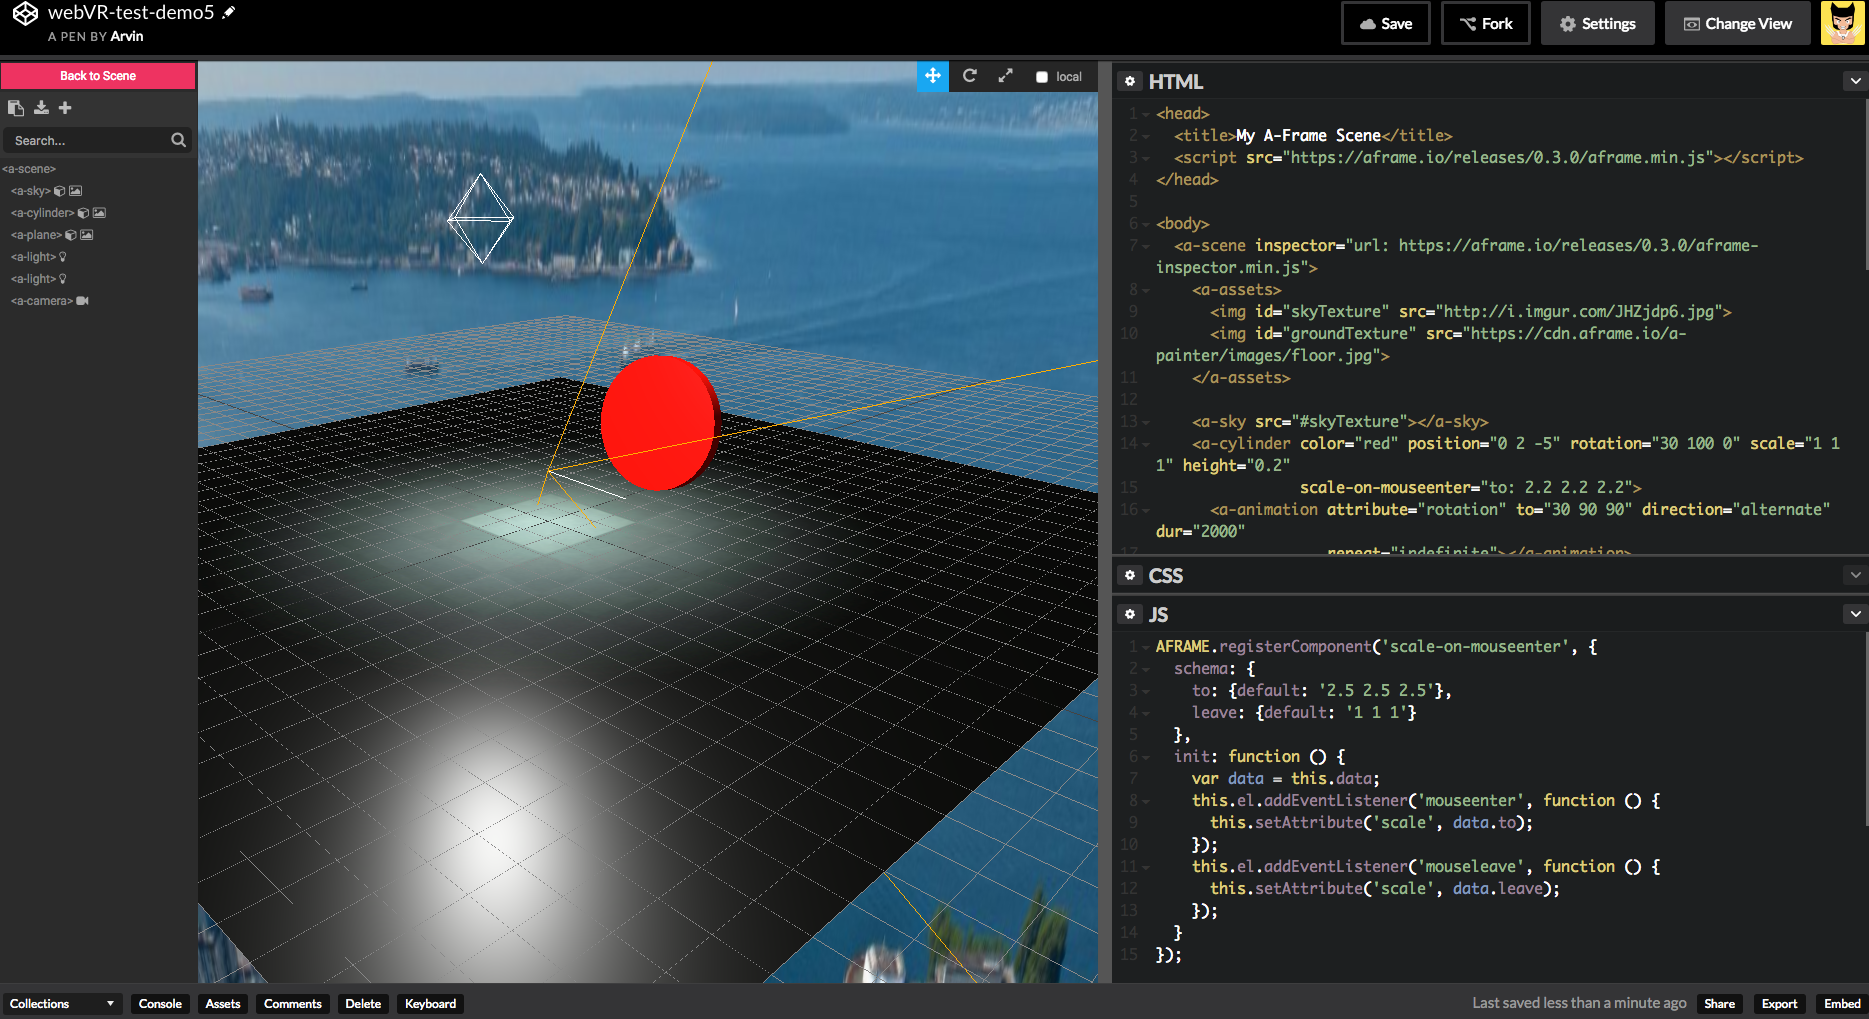 webVR-test-demo5
A PEN BY Arvin
Save
Fork
Settings
Change View
Back to Scene
Search...
<a-scene>
<a-sky>
<a-cylinder>
<a-plane>
<a-light>
<a-light>
<a-camera>
local
HTML
1 <head>
2 <title>My A-Frame Scene</title>
3 <script src="https://aframe.io/releases/0.3.0/aframe.min.js"></script>
4 </head>
5
6 <body>
7 <a-scene inspector="url: https://aframe.io/releases/0.3.0/aframe-
inspector.min.js">
8 <a-assets>
9 <img id="skyTexture" src="http://i.imgur.com/JHZjdp6.jpg">
10 <img id="groundTexture" src="https://cdn.aframe.io/a-
painter/images/floor.jpg">
11 </a-assets>
12
13 <a-sky src="#skyTexture"></a-sky>
14 <a-cylinder color="red" position="0 2 -5" rotation="30 100 0" scale="1 1
1" height="0.2"
15 scale-on-mouseenter="to: 2.2 2.2 2.2">
16 <a-animation attribute="rotation" to="30 90 90" direction="alternate"
dur="2000"
17 repeat="indefinite"></a-animation>
CSS
JS
1 AFRAME.registerComponent('scale-on-mouseenter', {
2 schema: {
3 to: {default: '2.5 2.5 2.5'},
4 leave: {default: '1 1 1'}
5 },
6 init: function () {
7 var data = this.data;
8 this.el.addEventListener('mouseenter', function () {
9 this.setAttribute('scale', data.to);
10 });
11 this.el.addEventListener('mouseleave', function () {
12 this.setAttribute('scale', data.leave);
13 });
14 }
15 });
Collections
Console
Assets
Comments
Delete
Keyboard
Last saved less than a minute ago
Share
Export
Embed